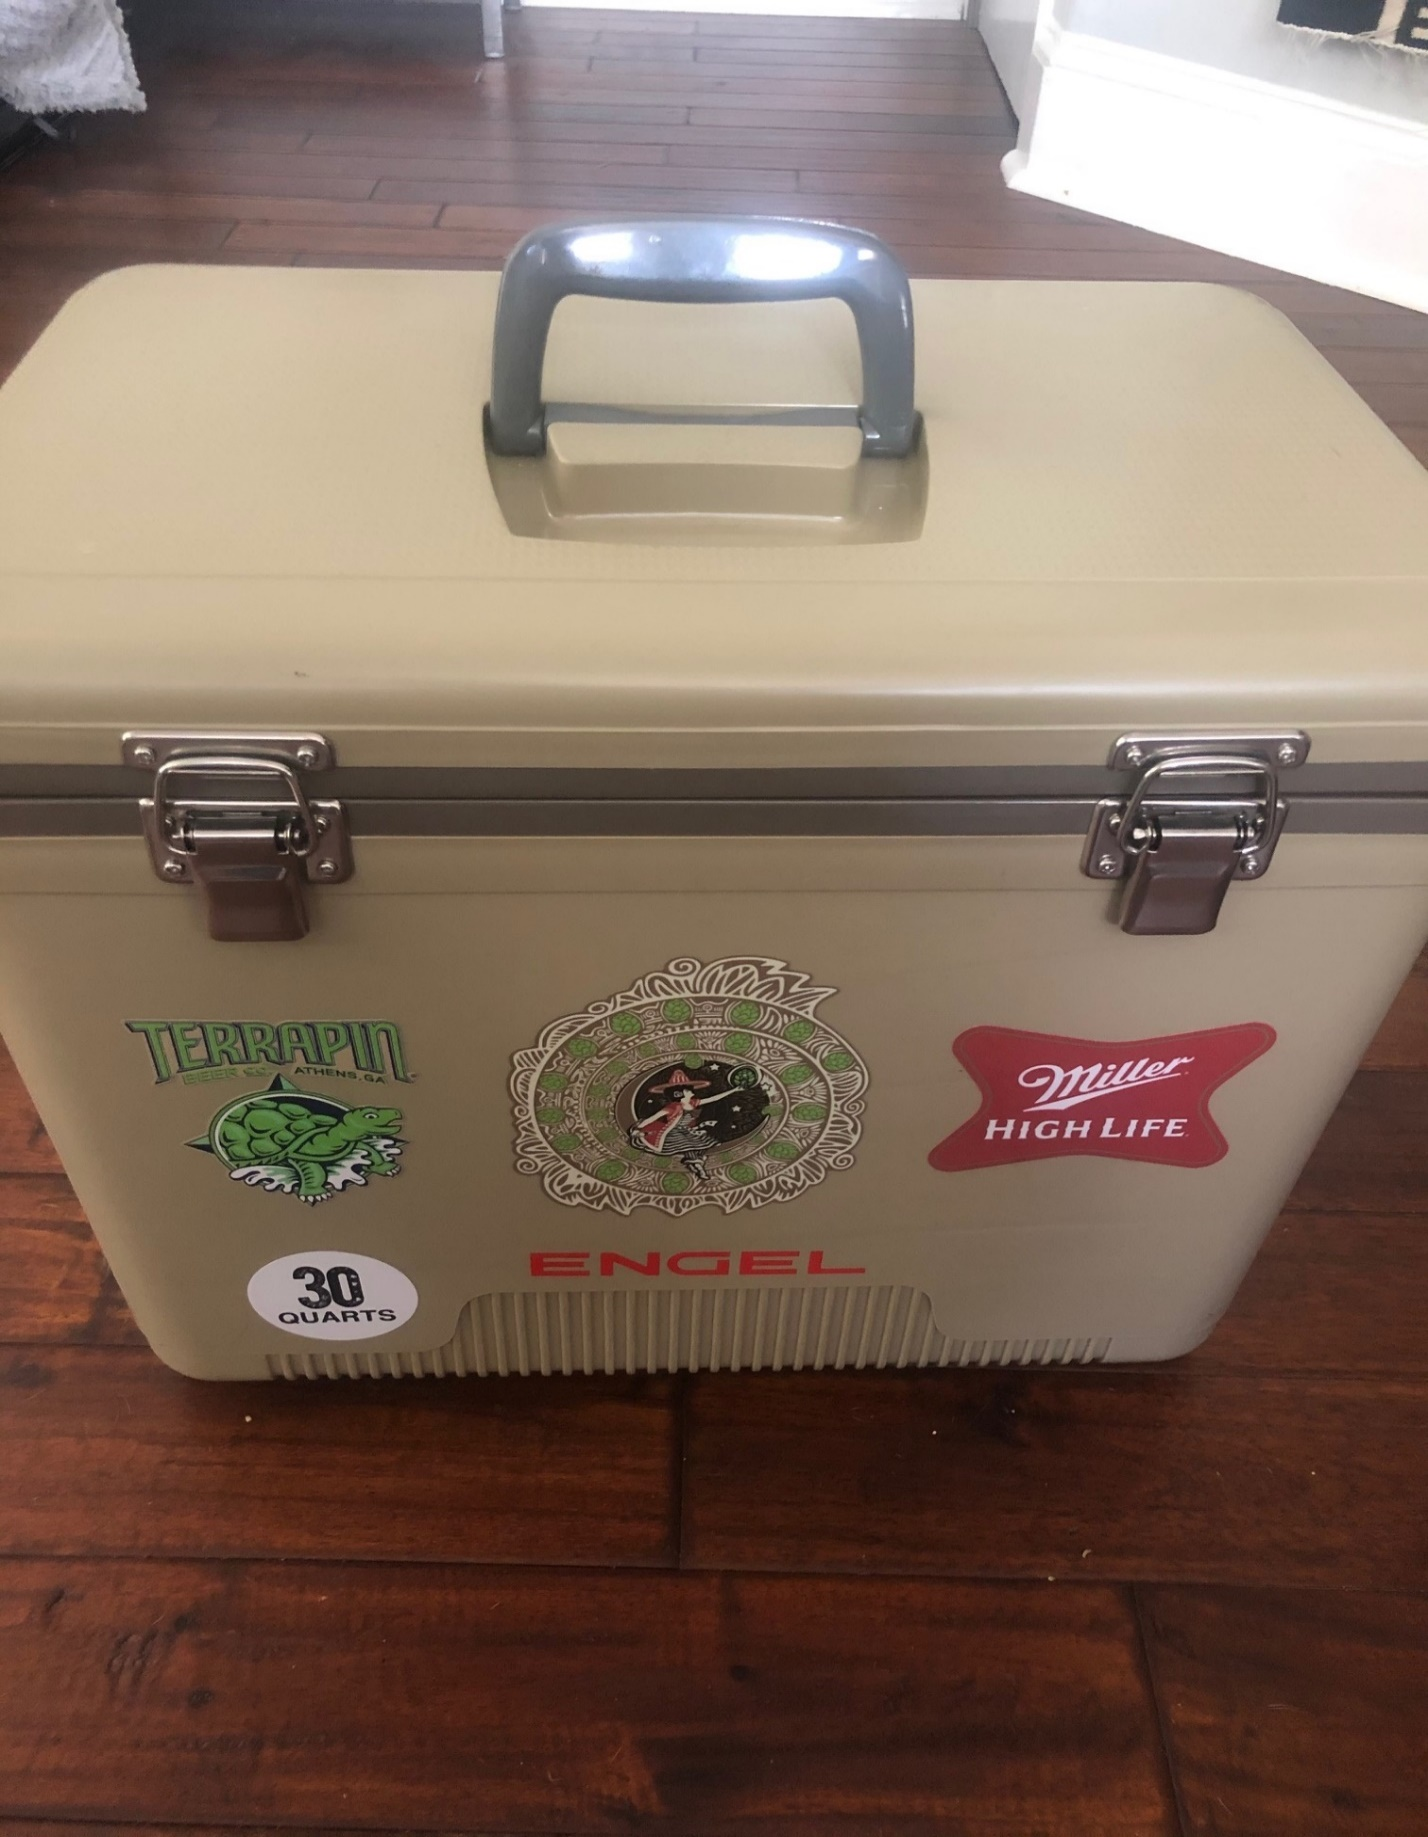 TERRAPIN
BEER CO. ATHENS, GA
Miller
HIGH LIFE
ENGEL
30
QUARTS